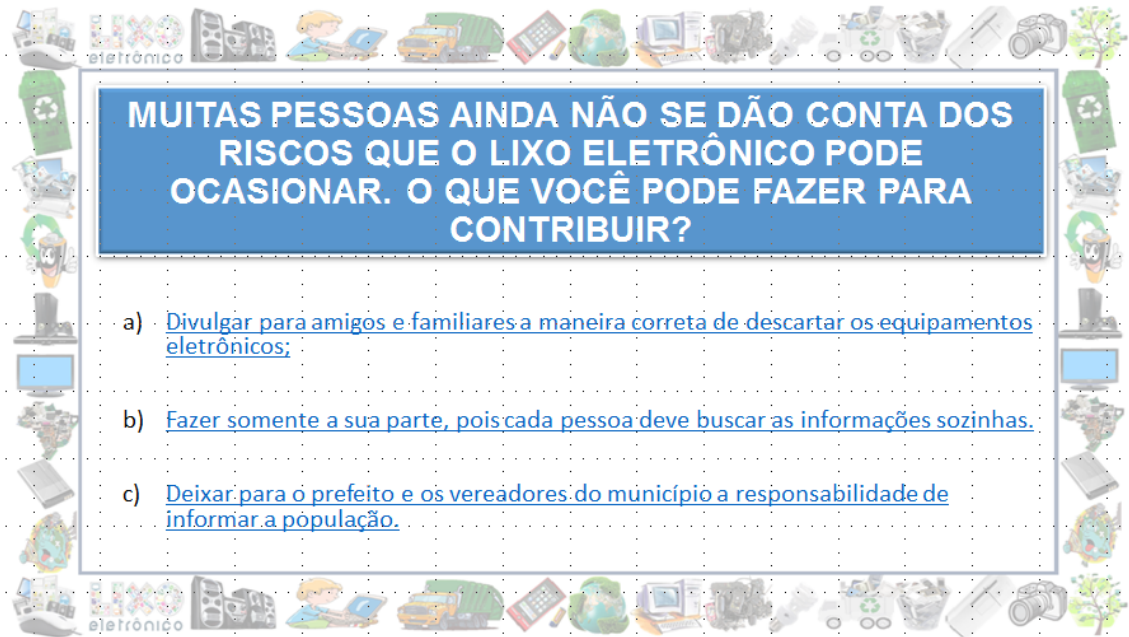 LIXO
eletrônico
MUITAS PESSOAS AINDA NÃO SE DÃO CONTA DOS
RISCOS QUE O LIXO ELETRÔNICO PODE
OCASIONAR. O QUE VOCÊ PODE FAZER PARA
CONTRIBUIR?
a) Divulgar para amigos e familiares a maneira correta de descartar os equipamentos
eletrônicos;
b) Fazer somente a sua parte, pois cada pessoa deve buscar as informações sozinhas.
c) Deixar para o prefeito e os vereadores do município a responsabilidade de
informar a população.
LIXO
eletrônico